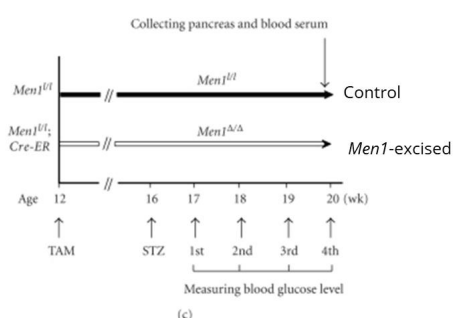 Collecting pancreas and blood serum
Men1^l/l
Men1^l/l
Control
Men1^l/l;
Cre-ER
Men1^Δ/Δ
Men1-excised
Age 12 16 17 18 19 20 (wk)
TAM STZ 1st 2nd 3rd 4th
Measuring blood glucose level
(c)